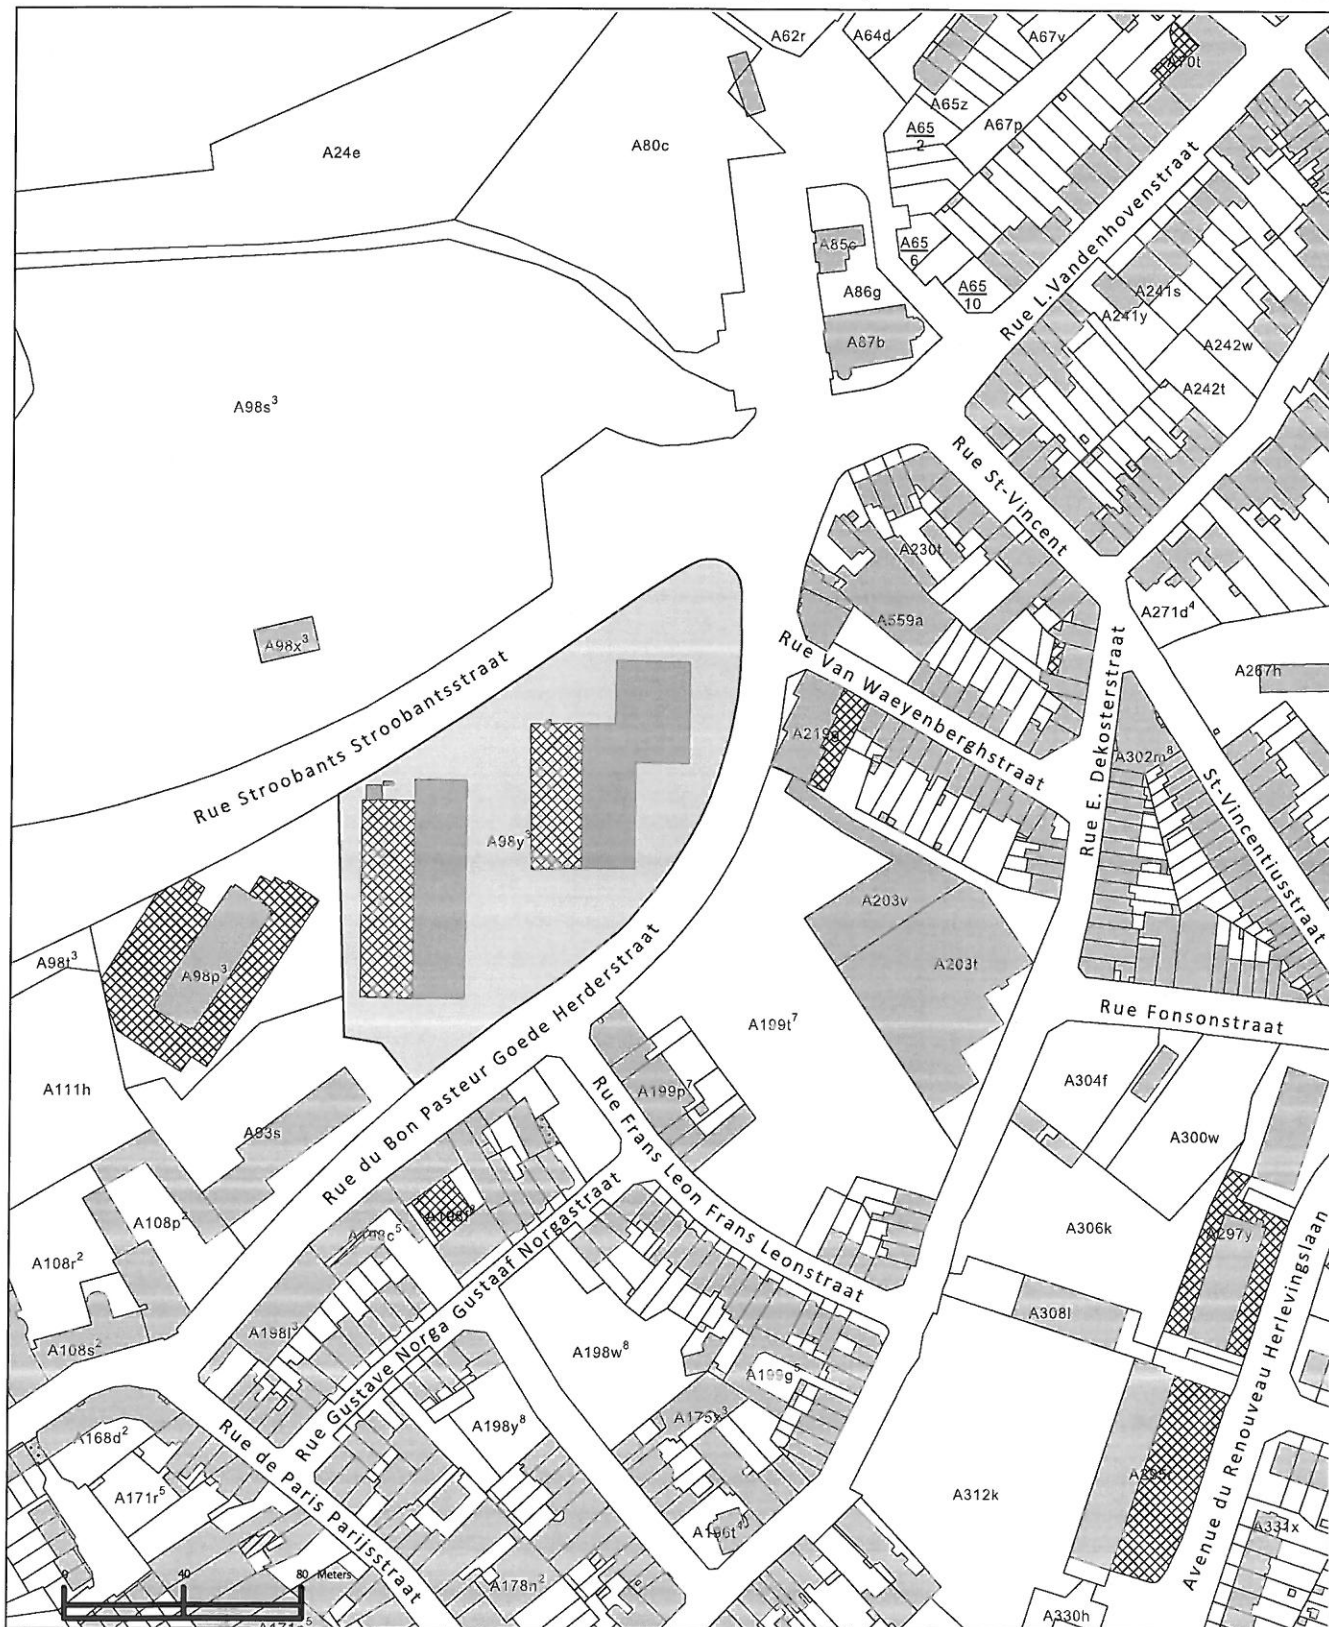 A62r
A64d
A67v
A70t
A65z
A65
2
A67p
A24e
A80c
Rue L. Vandenhovenstraat
A85c
A65
6
A86g
A65
10
A241s
A241y
A87b
A242w
A242t
A98s³
Rue St-Vincent
A230t
A271d⁴
A559a
A98x³
Rue Van Waeyenberghstraat
Rue E. Dekosterstraat
A267h
Rue Stroobants Stroobantsstraat
A219g
A302m⁸
St-Vincentiusstraat
A98y³
A203v
A98t³
A98p³
A203t
Rue Fonsonstraat
A199t⁷
A111h
A304f
A199p⁷
A93s
Rue du Bon Pasteur Goede Herderstraat
A300w
Rue Frans Leon Frans Leonstraat
A108p²
A198c⁵
A306k
A297y
A108r²
Rue Gustave Norga Gustaaf Norgastraat
A308l
A198l³
A108s²
A198w⁸
A199g⁵
Avenue du Renouveau Herlevingslaan
A175x³
A198y⁸
A168d²
Rue de Paris Parijsstraat
A171r⁵
A312k
A331x
A178n²
0 40 80 Meters
A330h